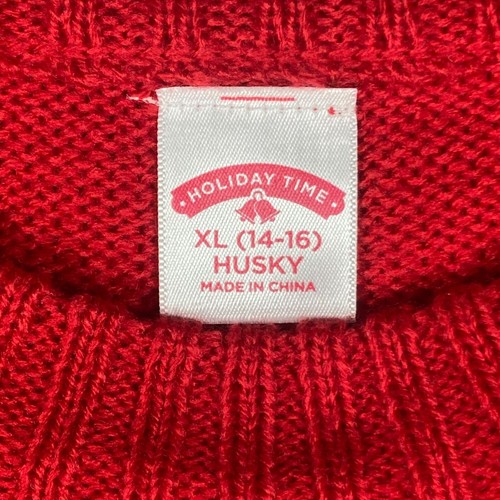 HOLIDAY TIME
XL (14-16)
HUSKY
MADE IN CHINA